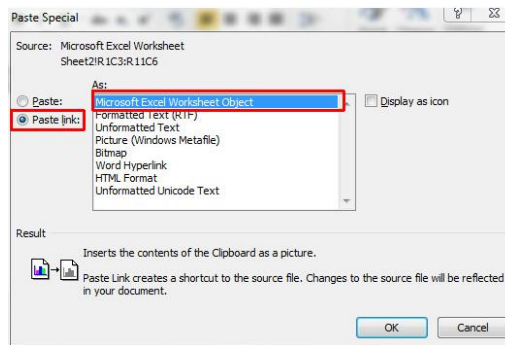 Paste Special
Source: Microsoft Excel Worksheet
Sheet2!R1C3:R11C6
As:
Paste:
Paste link:
Microsoft Excel Worksheet Object
Formatted Text (RTF)
Unformatted Text
Picture (Windows Metafile)
Bitmap
Word Hyperlink
HTML Format
Unformatted Unicode Text
Display as icon
Result
Inserts the contents of the Clipboard as a picture.
Paste Link creates a shortcut to the source file. Changes to the source file will be reflected
in your document.
OK
Cancel